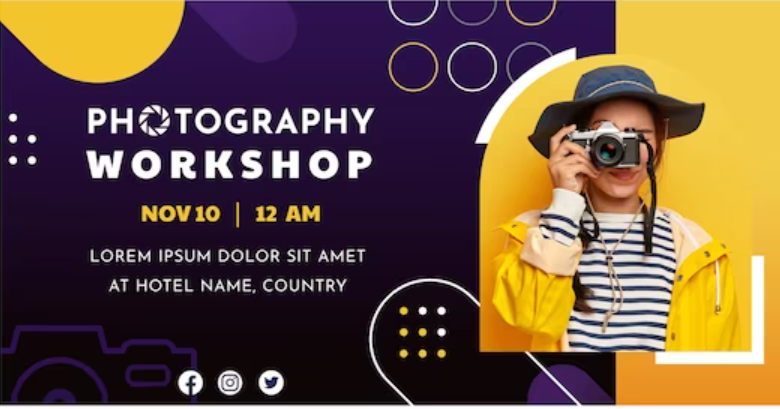 PHOTOGRAPHY
WORKSHOP
NOV 10 | 12 AM
LOREM IPSUM DOLOR SIT AMET
AT HOTEL NAME, COUNTRY